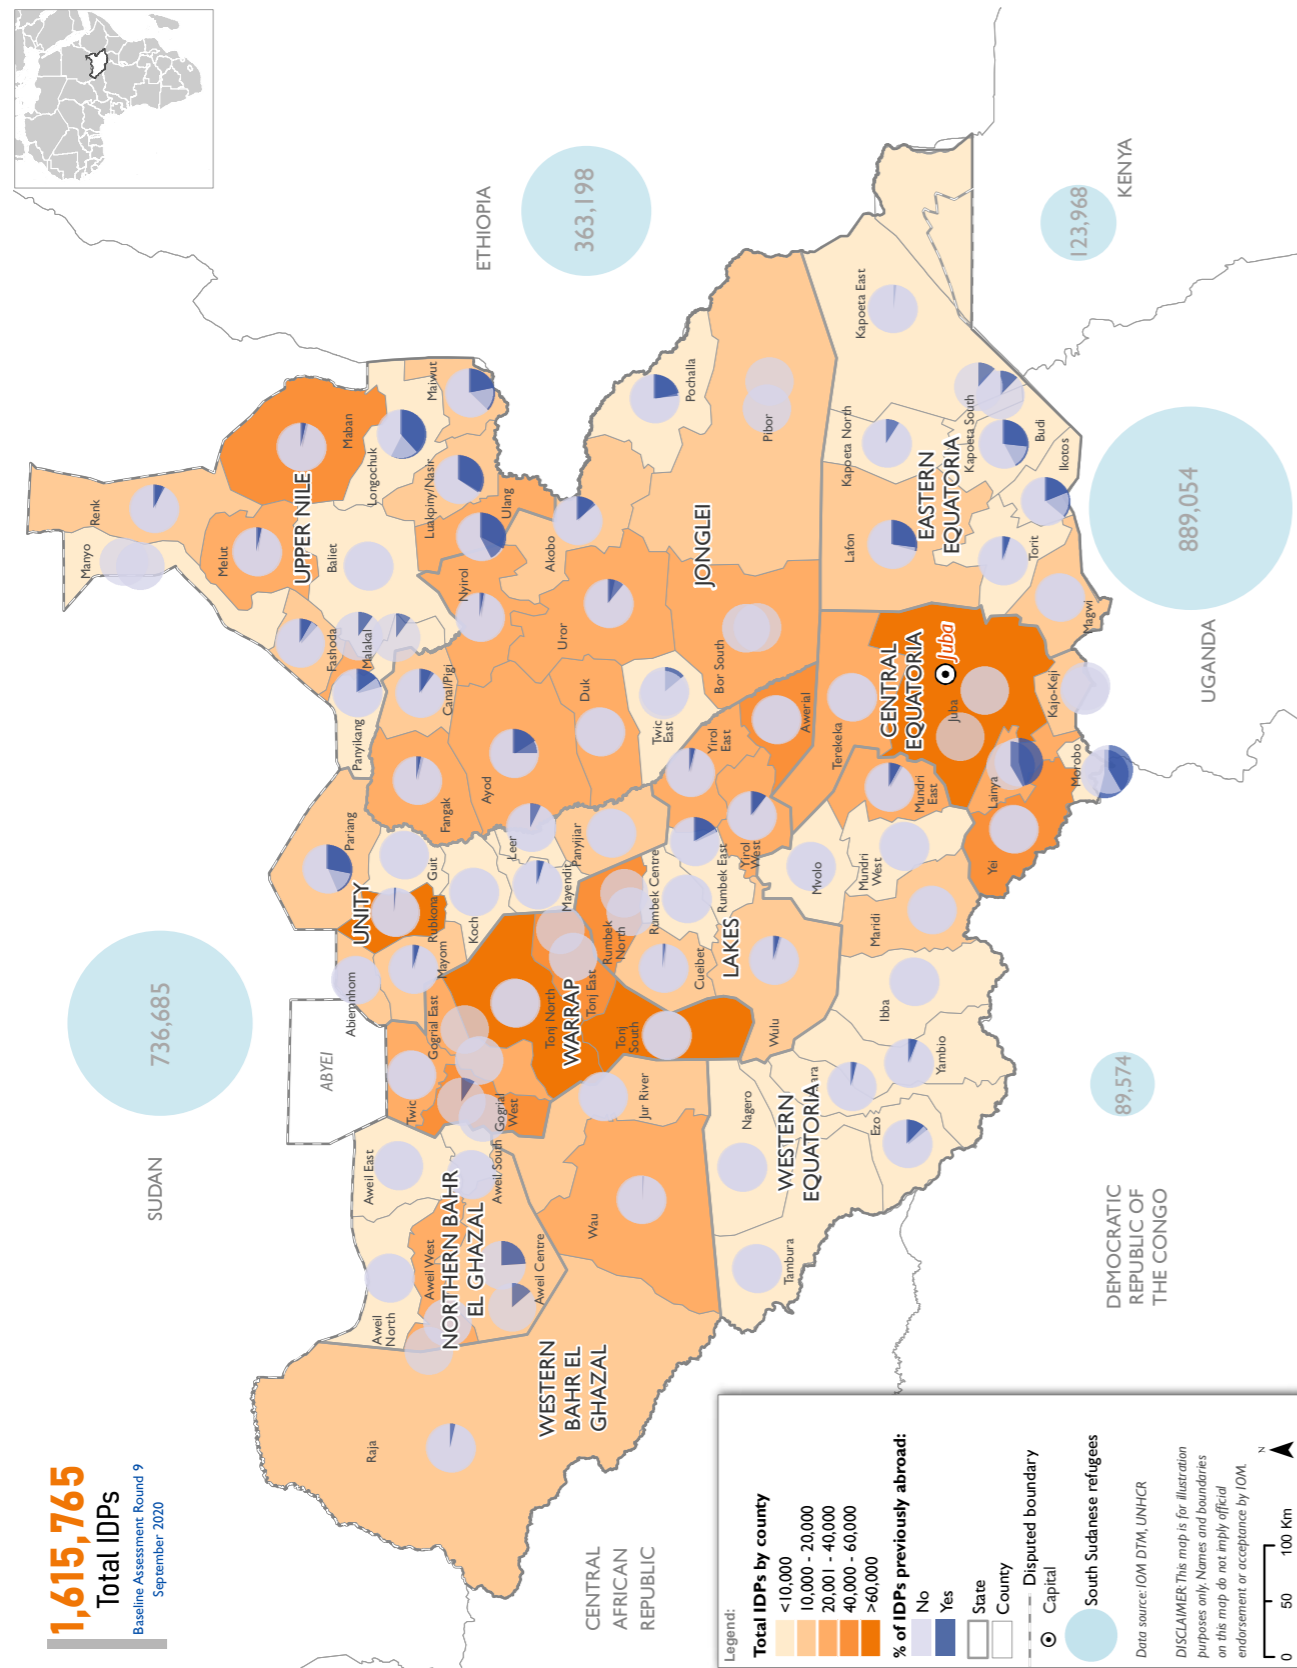 1,615,765
Total IDPs
Baseline Assessment Round 9
September 2020
SUDAN
736,685
ETHIOPIA
363,198
KENYA
123,968
UGANDA
889,054
DEMOCRATIC
REPUBLIC OF
THE CONGO
89,574
CENTRAL
AFRICAN
REPUBLIC
ABYEI
UPPER NILE
Renk
Manyo
Melut
Maban
Longochuk
Maiwut
Luakpiny/Nasir
Ulang
Baliet
Fashoda
Malakal
Panyikang
JONGLEI
Nyirol
Akobo
Canal/Pigi
Fangak
Ayod
Uror
Duk
Twic
East
Bor South
Pochalla
Pibor
UNITY
Pariang
Guit
Rubkona
Koch
Leer
Mayendit
Panyijiar
Mayom
Abiemnhom
WARRAP
Twic
Gogrial East
Gogrial
West
Tonj North
Tonj East
Tonj
South
LAKES
Rumbek
North
Rumbek Centre
Rumbek East
Cueibet
Wulu
Yirol
East
Yirol
West
Awerial
NORTHERN BAHR
EL GHAZAL
Aweil
North
Aweil East
Aweil West
Aweil South
Aweil Centre
WESTERN
BAHR EL
GHAZAL
Raja
Wau
Jur River
WESTERN
EQUATORIA
Tambura
Nagero
Ezo
Yambio
Ibba
Maridi
Mvolo
Mundri
West
Mundri
East
CENTRAL
EQUATORIA
Terekeka
Juba
Juba
Lainya
Yei
Morobo
Kajo-Keji
EASTERN
EQUATORIA
Lafon
Kapoeta North
Kapoeta East
Kapoeta South
Budi
Ikotos
Torit
Magwi
Legend:
Total IDPs by county
<10,000
10,000 - 20,000
20,001 - 40,000
40,000 - 60,000
>60,000
% of IDPs previously abroad:
No
Yes
State
County
Disputed boundary
Capital
South Sudanese refugees
Data source: IOM DTM, UNHCR
DISCLAIMER: This map is for illustration
purposes only. Names and boundaries
on this map do not imply official
endorsement or acceptance by IOM.
0 50 100 Km
N